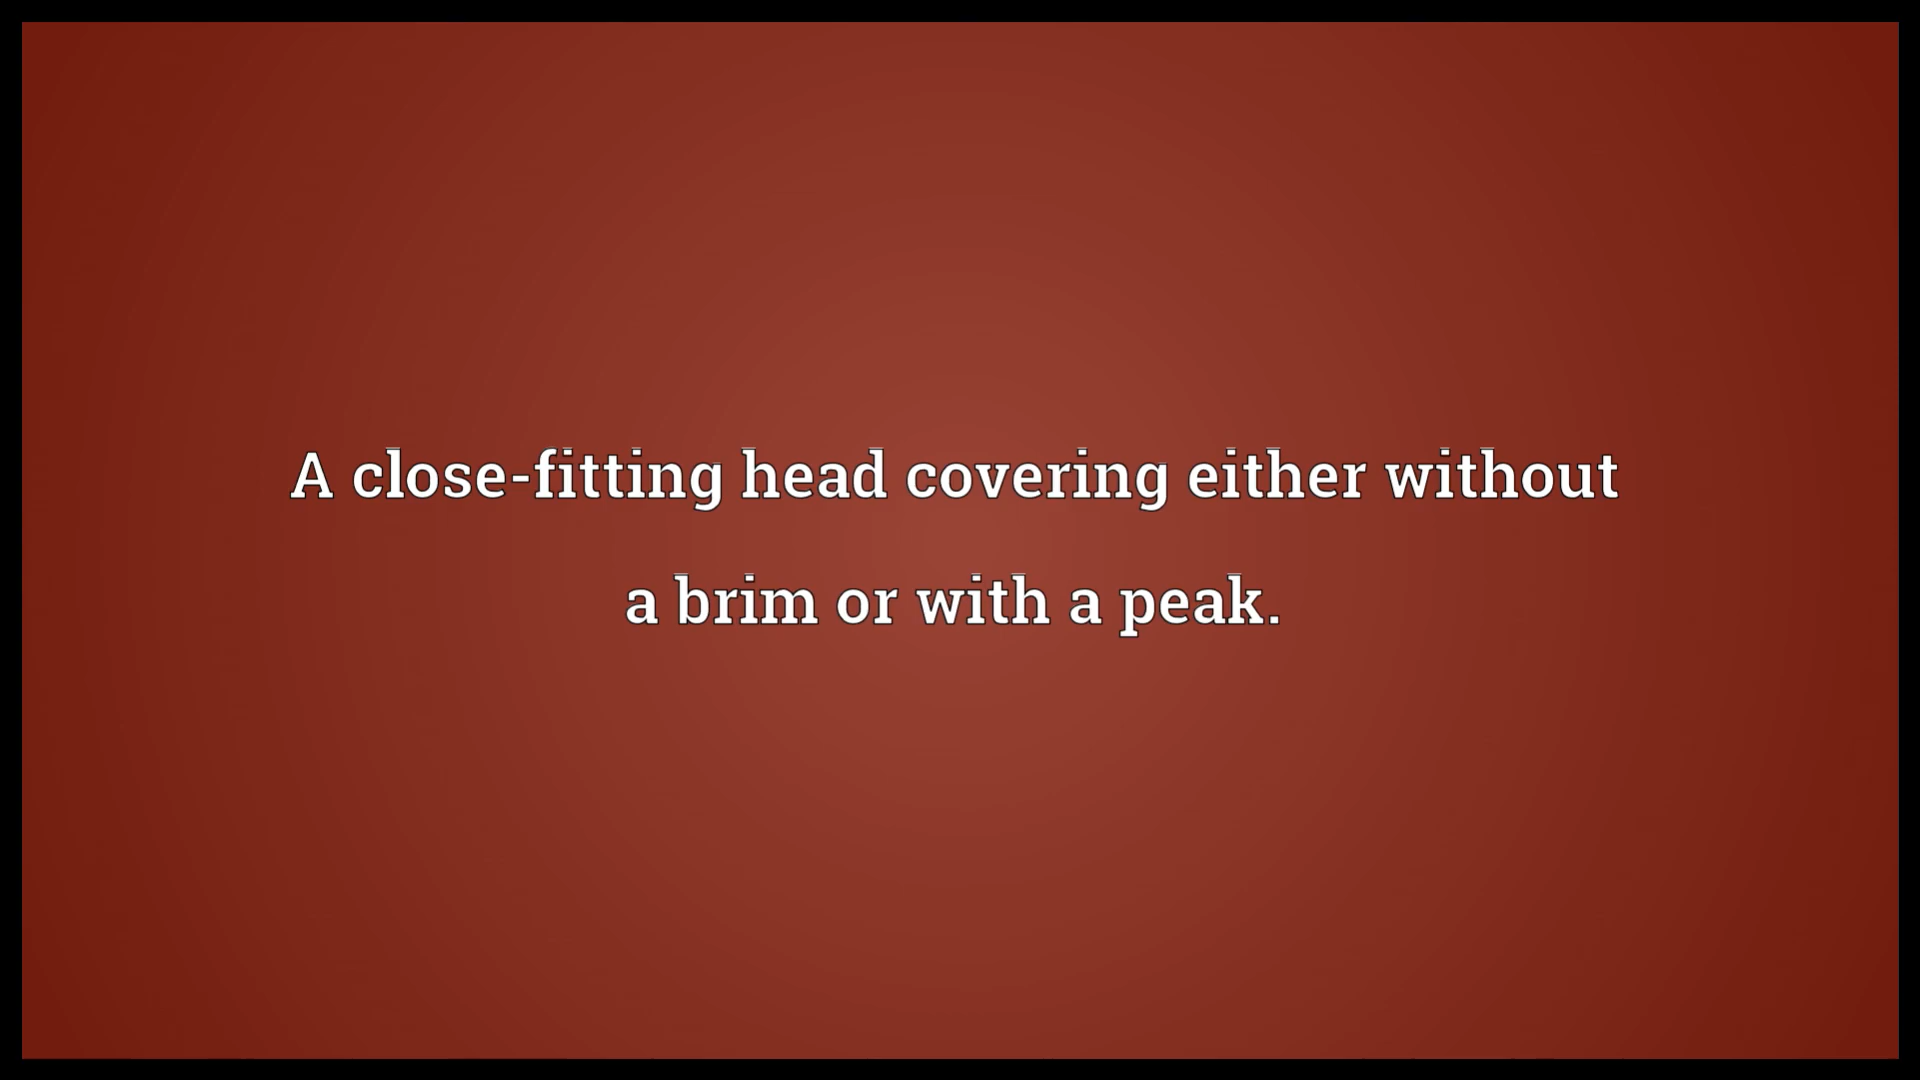 A close-fitting head covering either without
a brim or with a peak.